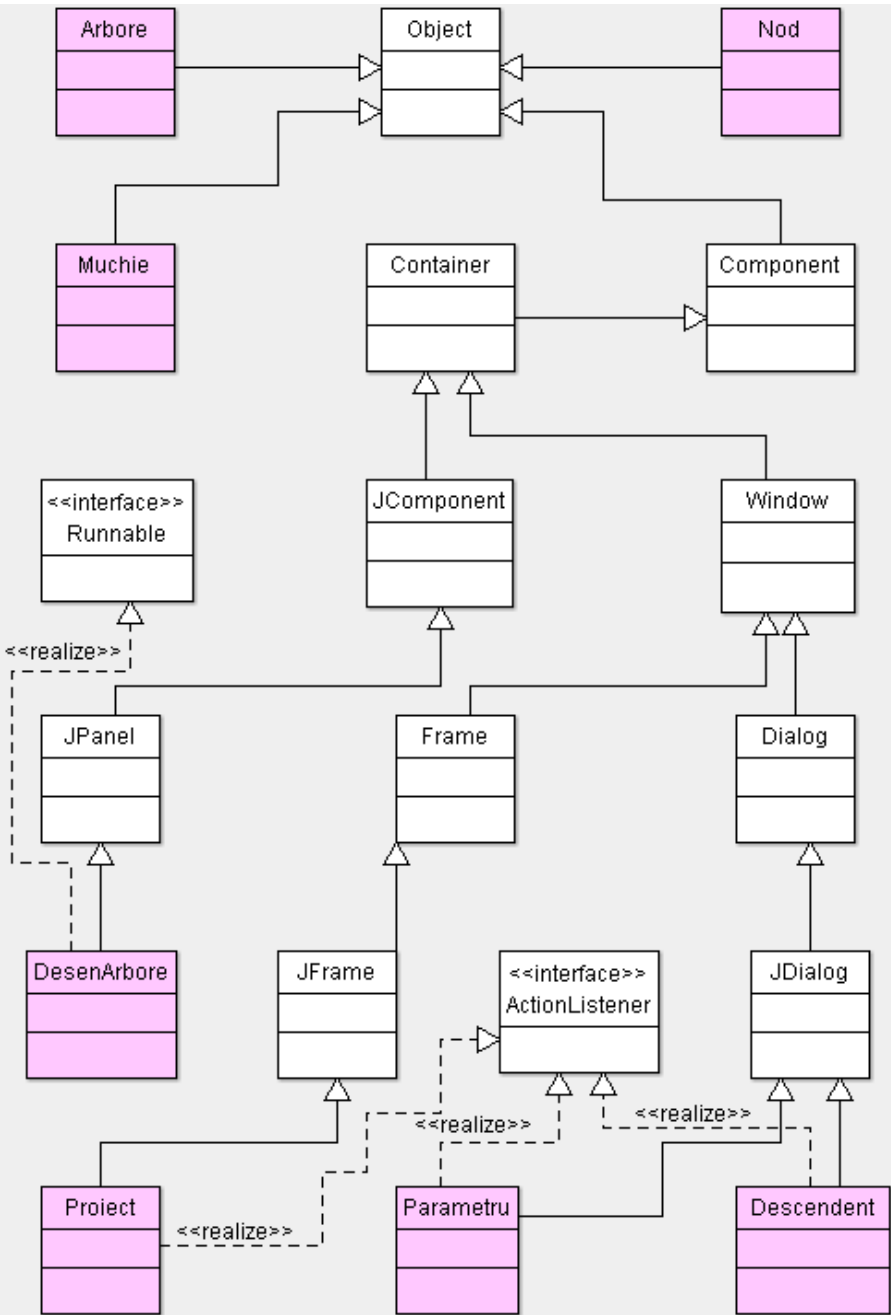 Arbore
Object
Nod
Muchie
Container
Component
<<interface>>
Runnable
JComponent
Window
<<realize>>
JPanel
Frame
Dialog
DesenArbore
JFrame
<<interface>>
ActionListener
JDialog
<<realize>>
<<realize>>
Proiect
Parametru
Descendent
<<realize>>